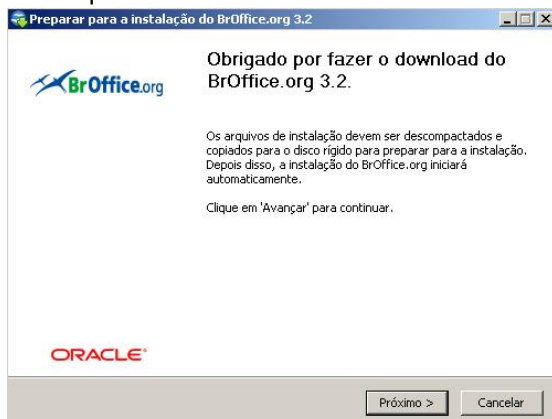 Preparar para a instalação do BrOffice.org 3.2
BrOffice.org
Obrigado por fazer o download do
BrOffice.org 3.2.
Os arquivos de instalação devem ser descompactados e
copiados para o disco rígido para preparar para a instalação.
Depois disso, a instalação do BrOffice.org iniciará
automaticamente.
Clique em 'Avançar' para continuar.
ORACLE
Próximo > Cancelar